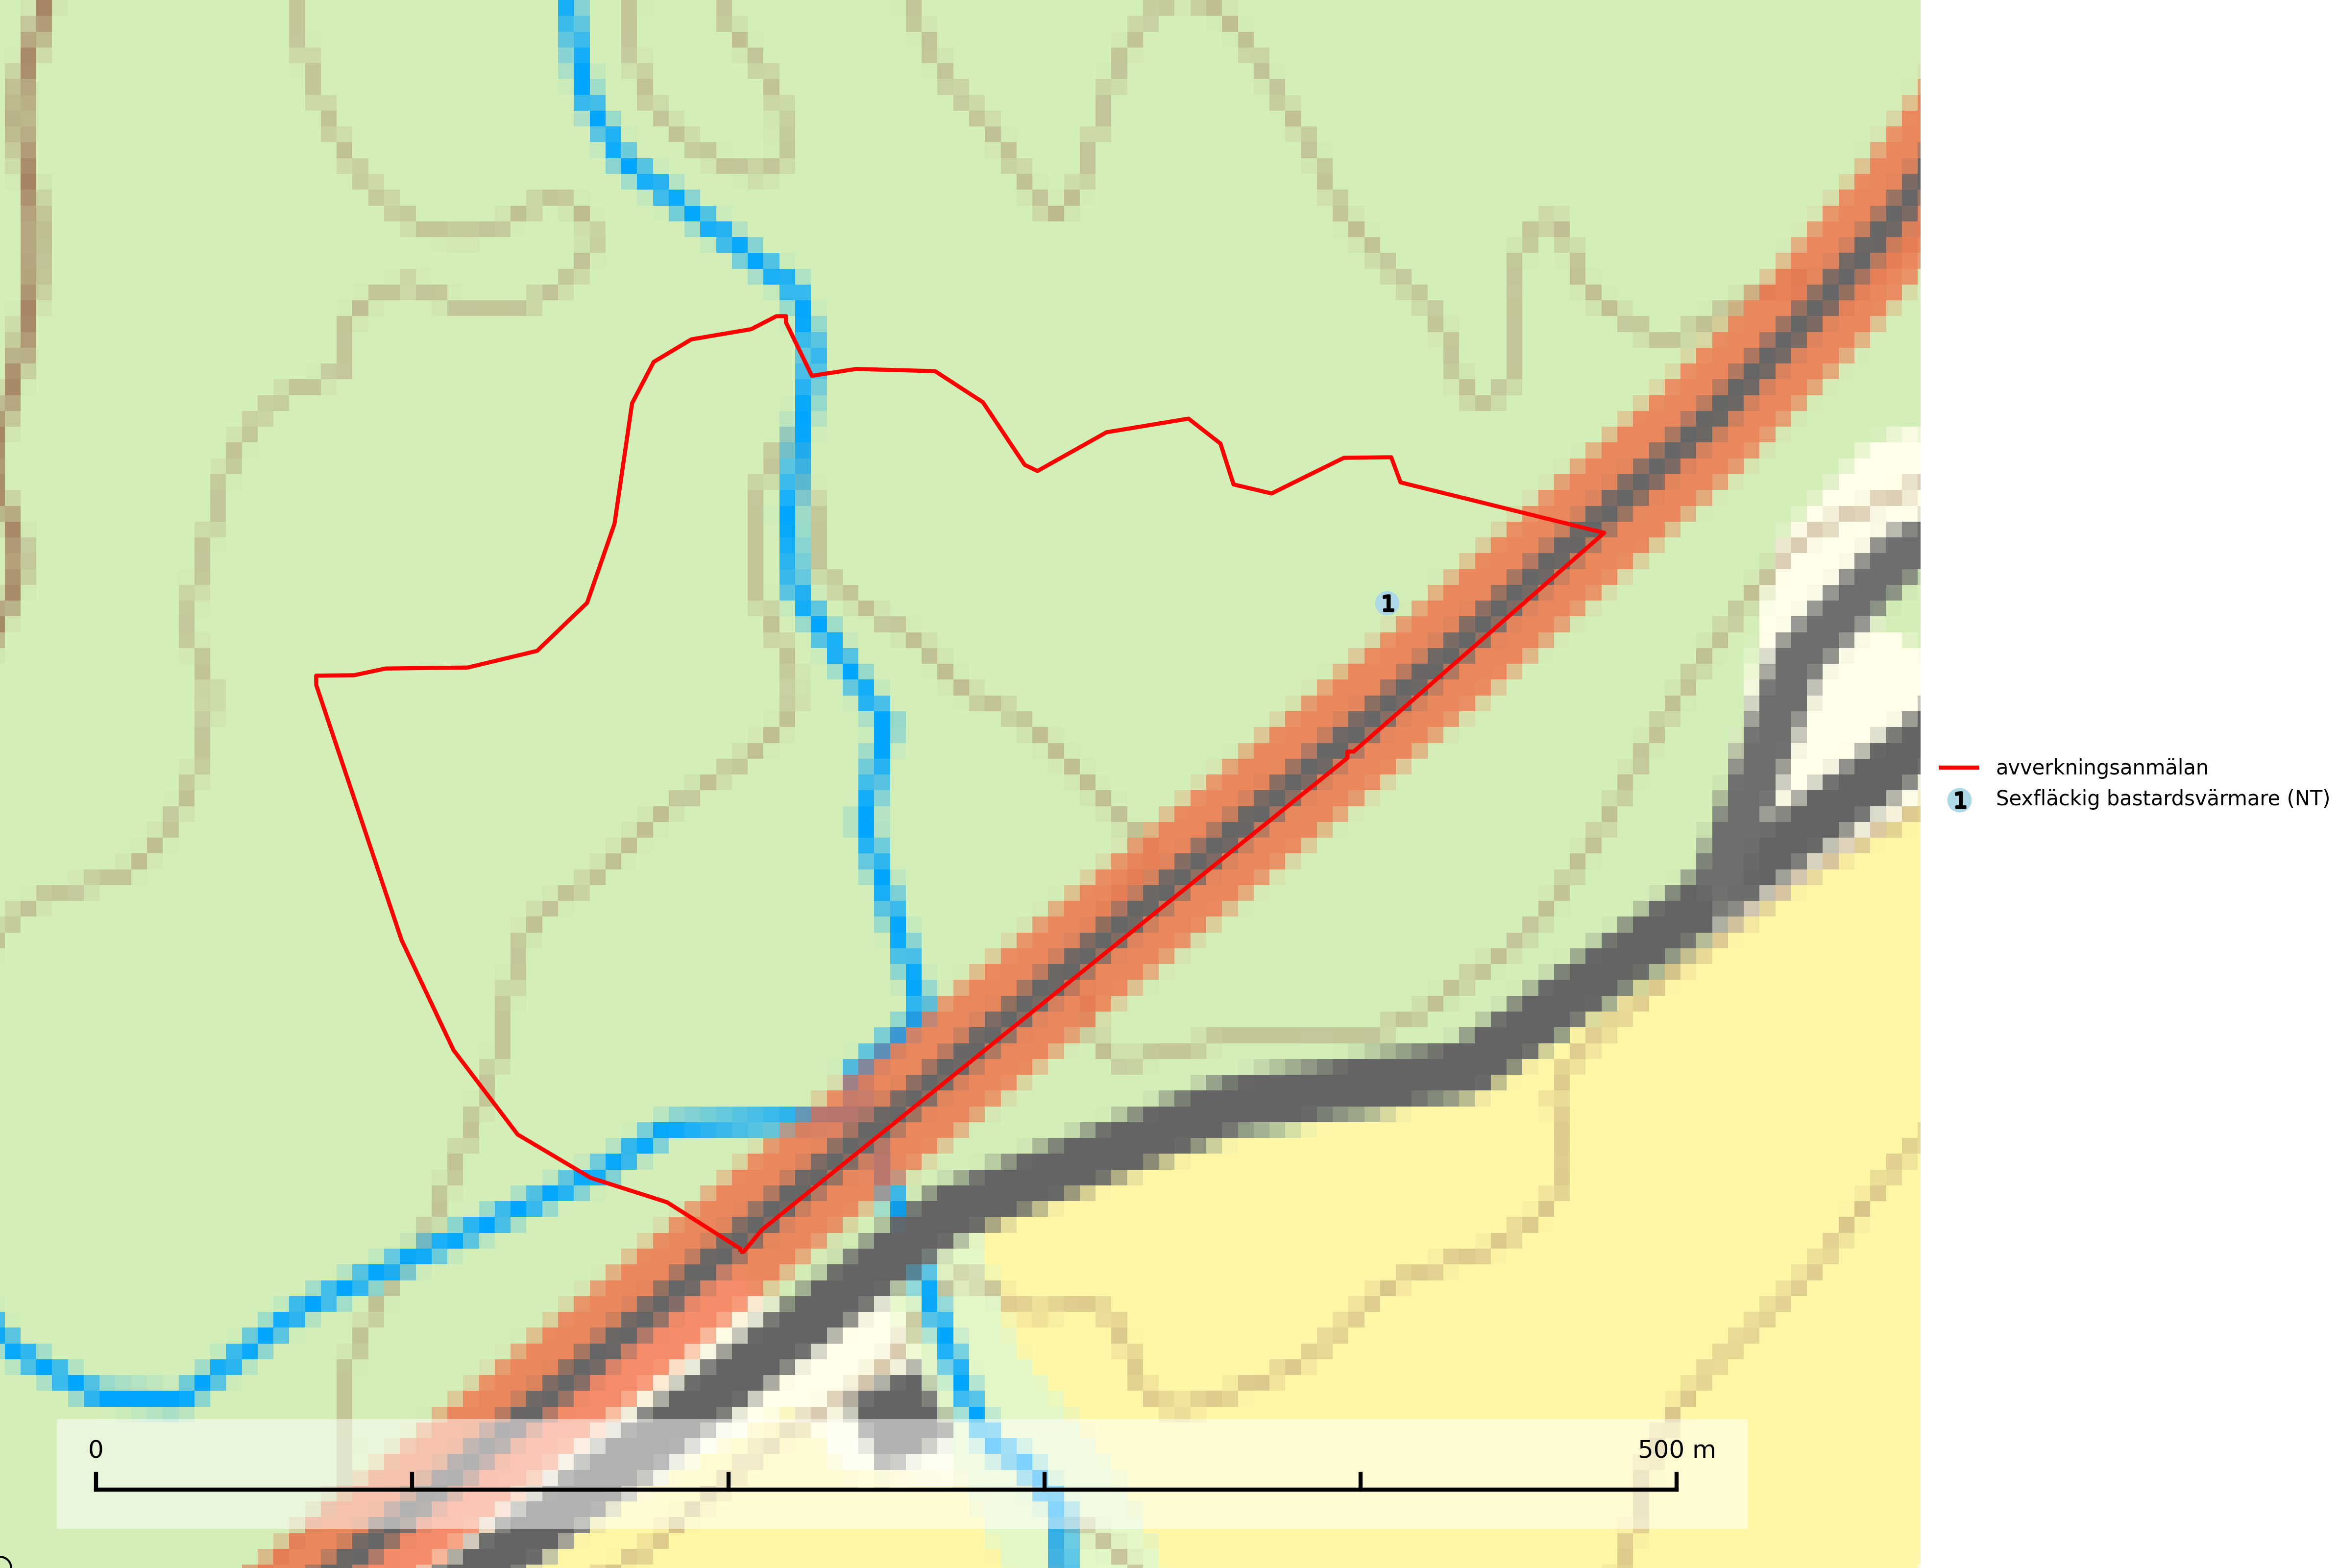 1
avverkningsanmälan
1 Sexfläckig bastardsvärmare (NT)
0 500 m